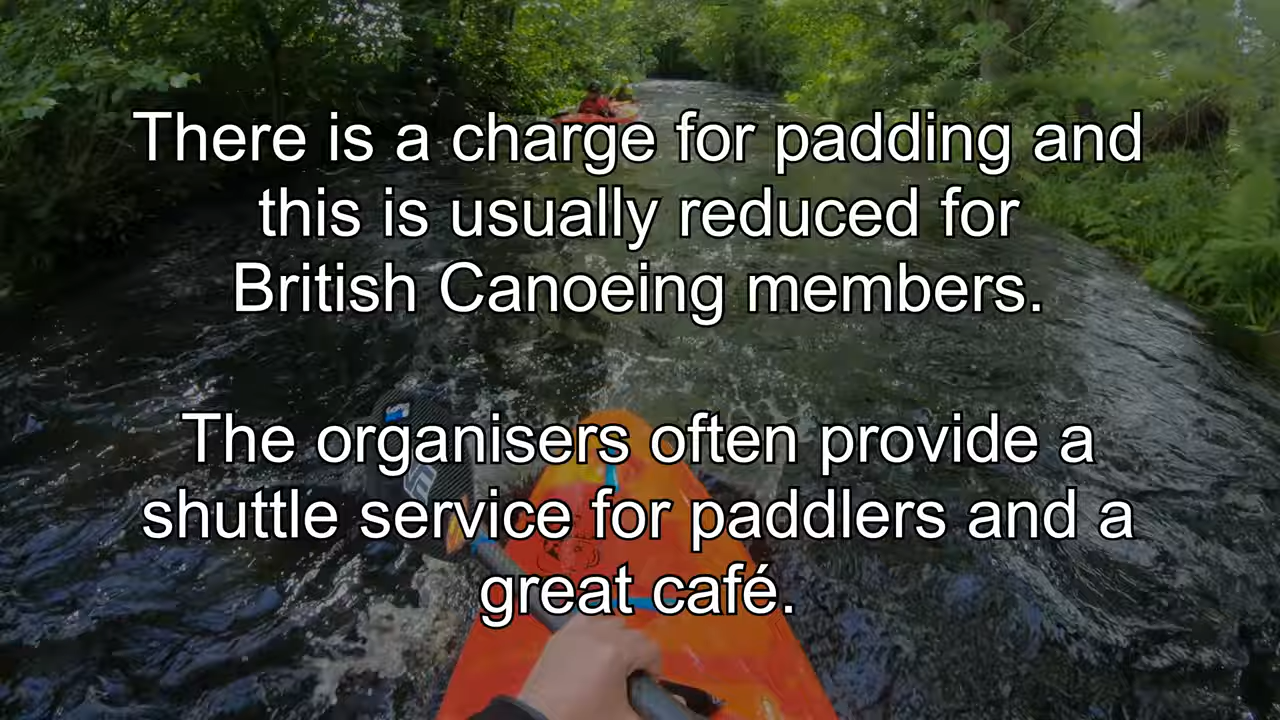 There is a charge for padding and
this is usually reduced for
British Canoeing members.
The organisers often provide a
shuttle service for paddlers and a
great café.